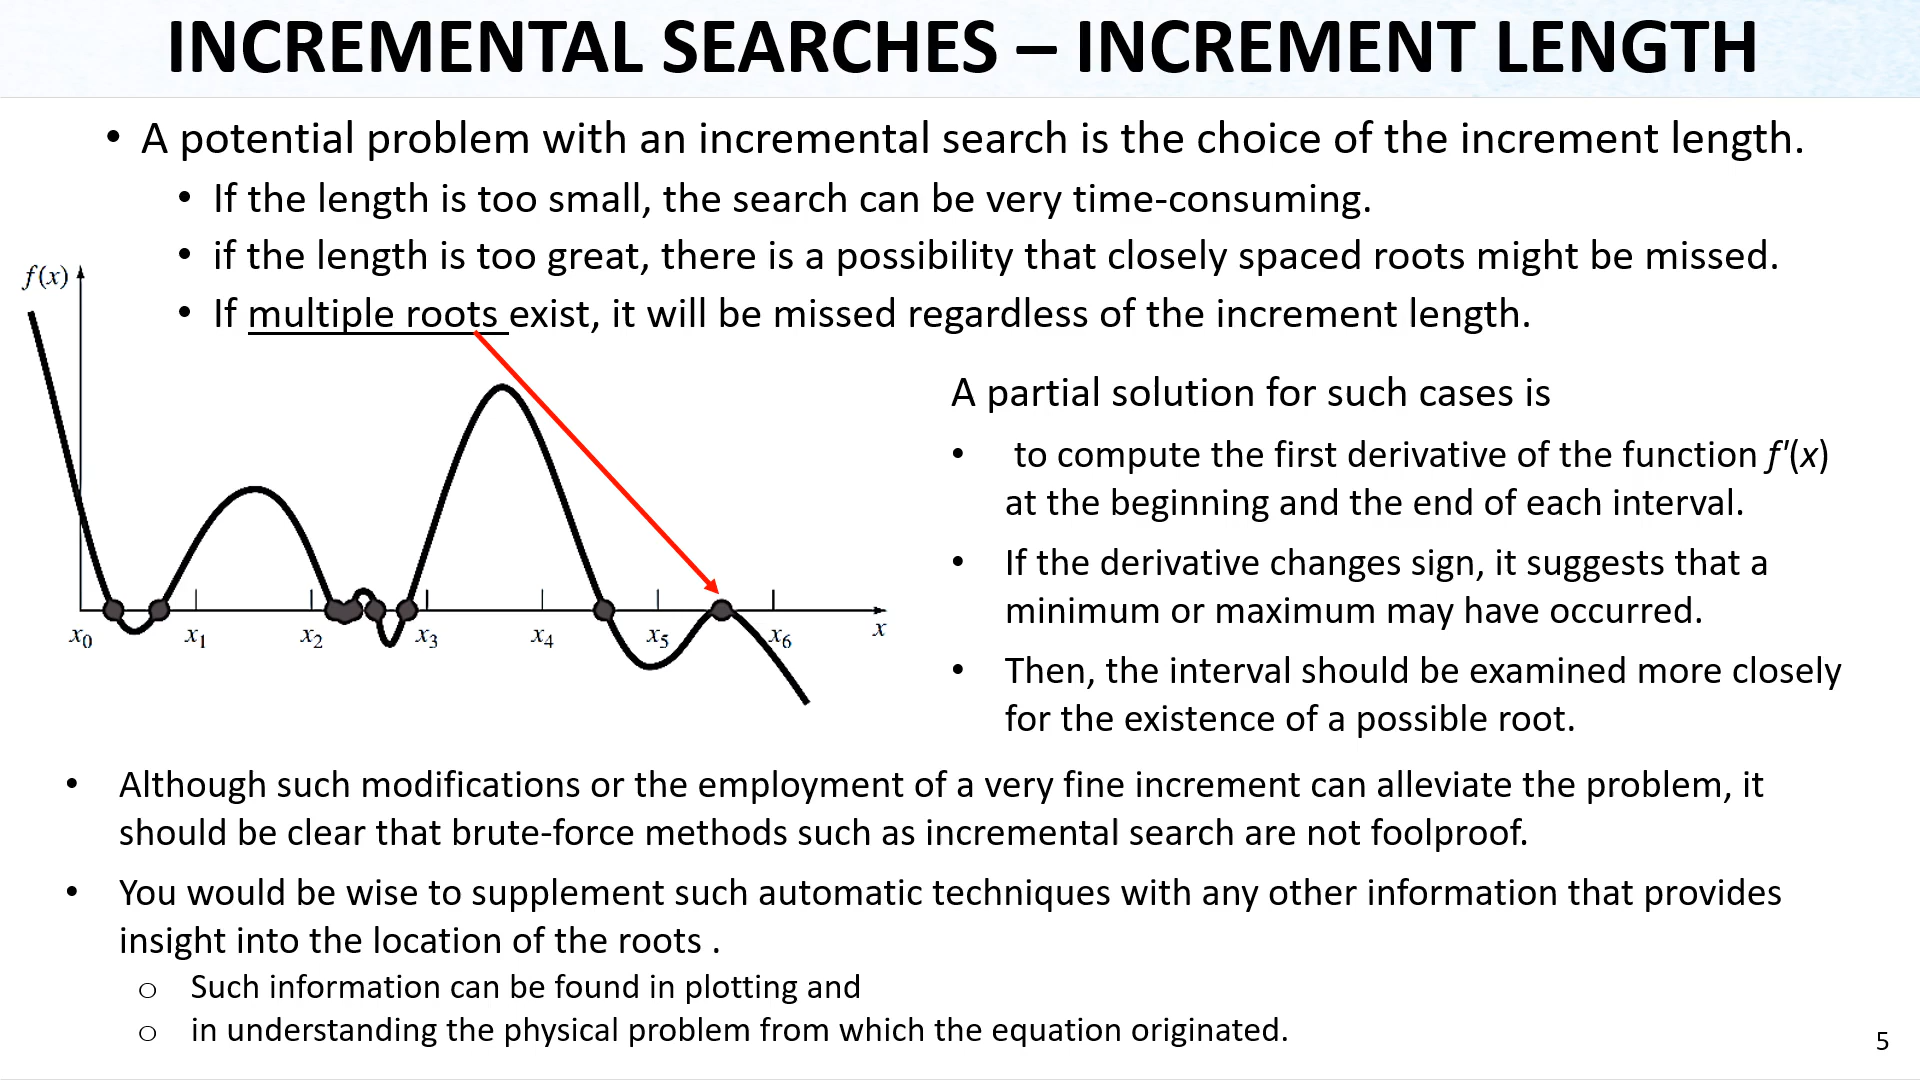 INCREMENTAL SEARCHES – INCREMENT LENGTH
• A potential problem with an incremental search is the choice of the increment length.
• If the length is too small, the search can be very time-consuming.
• if the length is too great, there is a possibility that closely spaced roots might be missed.
• If multiple roots exist, it will be missed regardless of the increment length.
f(x)
x0 x1 x2 x3 x4 x5 x6 x
A partial solution for such cases is
• to compute the first derivative of the function f'(x)
at the beginning and the end of each interval.
• If the derivative changes sign, it suggests that a
minimum or maximum may have occurred.
• Then, the interval should be examined more closely
for the existence of a possible root.
• Although such modifications or the employment of a very fine increment can alleviate the problem, it
should be clear that brute-force methods such as incremental search are not foolproof.
• You would be wise to supplement such automatic techniques with any other information that provides
insight into the location of the roots .
o Such information can be found in plotting and
o in understanding the physical problem from which the equation originated.
5